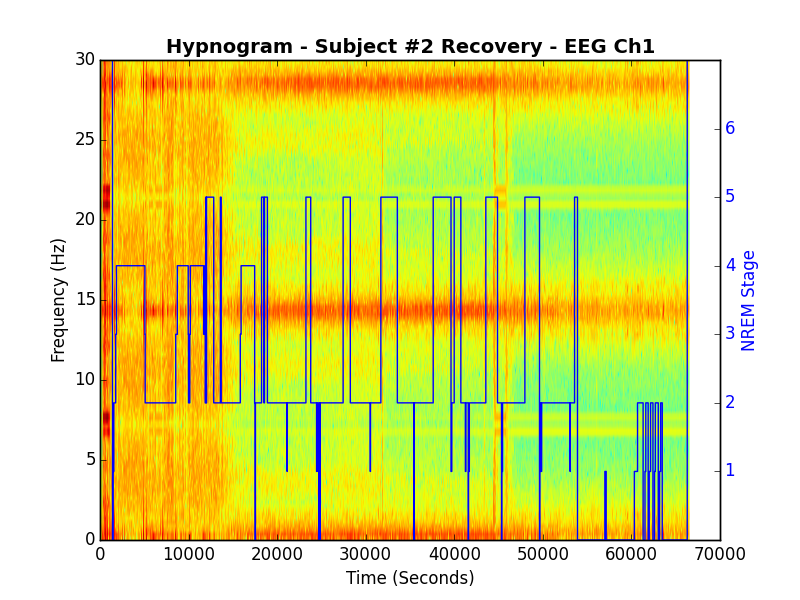 Hypnogram - Subject #2 Recovery - EEG Ch1
30
25
20
15
10
5
0
Frequency (Hz)
6
5
4
3
2
1
NREM Stage
0 10000 20000 30000 40000 50000 60000 70000
Time (Seconds)